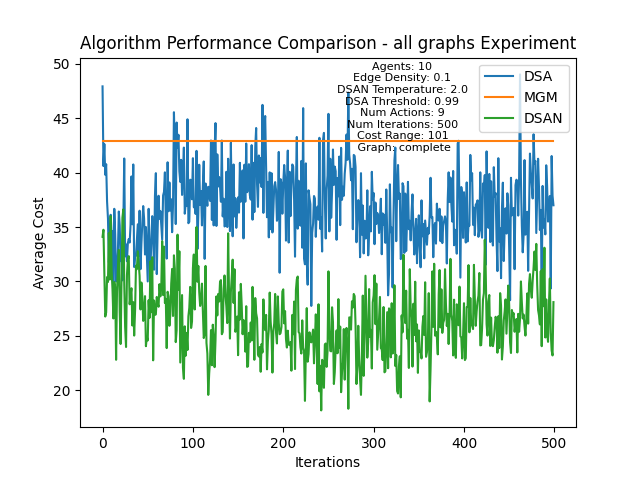 Algorithm Performance Comparison - all graphs Experiment
Agents: 10
Edge Density: 0.1
DSAN Temperature: 2.0
DSA Threshold: 0.99
Num Actions: 9
Num Iterations: 500
Cost Range: 101
Graph: complete
DSA
MGM
DSAN
50
45
40
35
30
25
20
Average Cost
0
100
200
300
400
500
Iterations